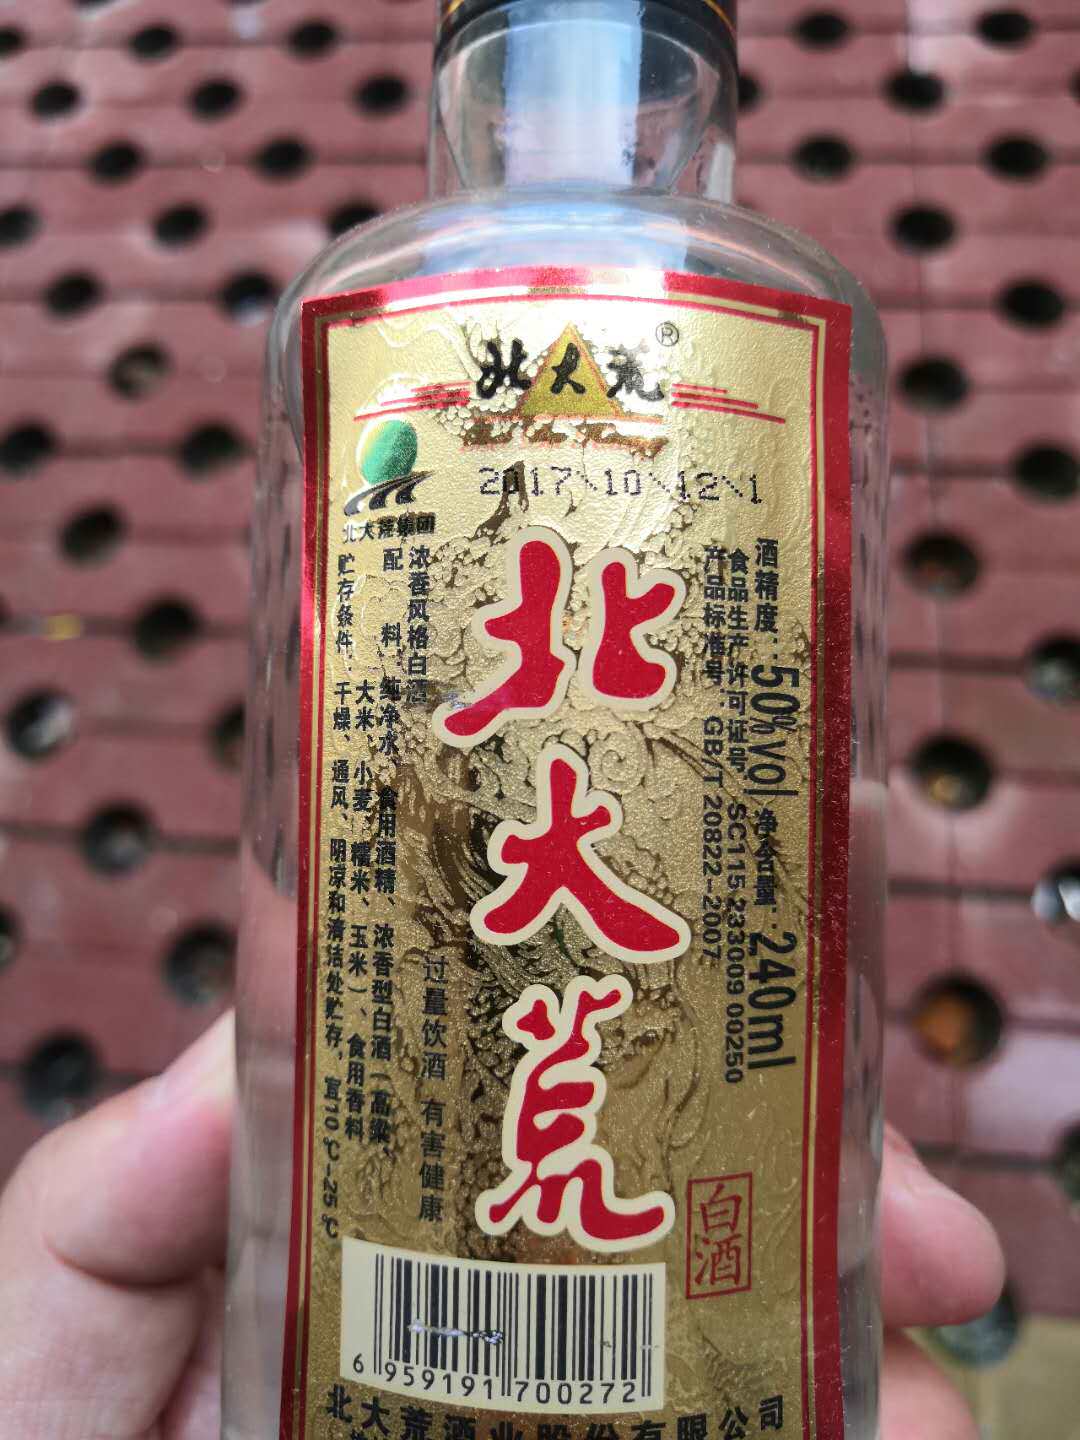 北大荒®
2017\10\12\1
北大荒集团
酒精度：50%vol 净含量：240ml
食品生产许可证号 SC115 233009 00250
产品标准号：GB/T 20822-2007
北大荒
白酒
过量饮酒 有害健康
浓香风格白酒
配 料：纯净水、食用酒精、浓香型白酒（高粱、
大米、小麦、糯米、玉米）、食用香料
贮存条件：干燥、通风、阴凉和清洁处贮存，宜10℃-25℃
6 959191 700272
北大荒酒业股份有限公司